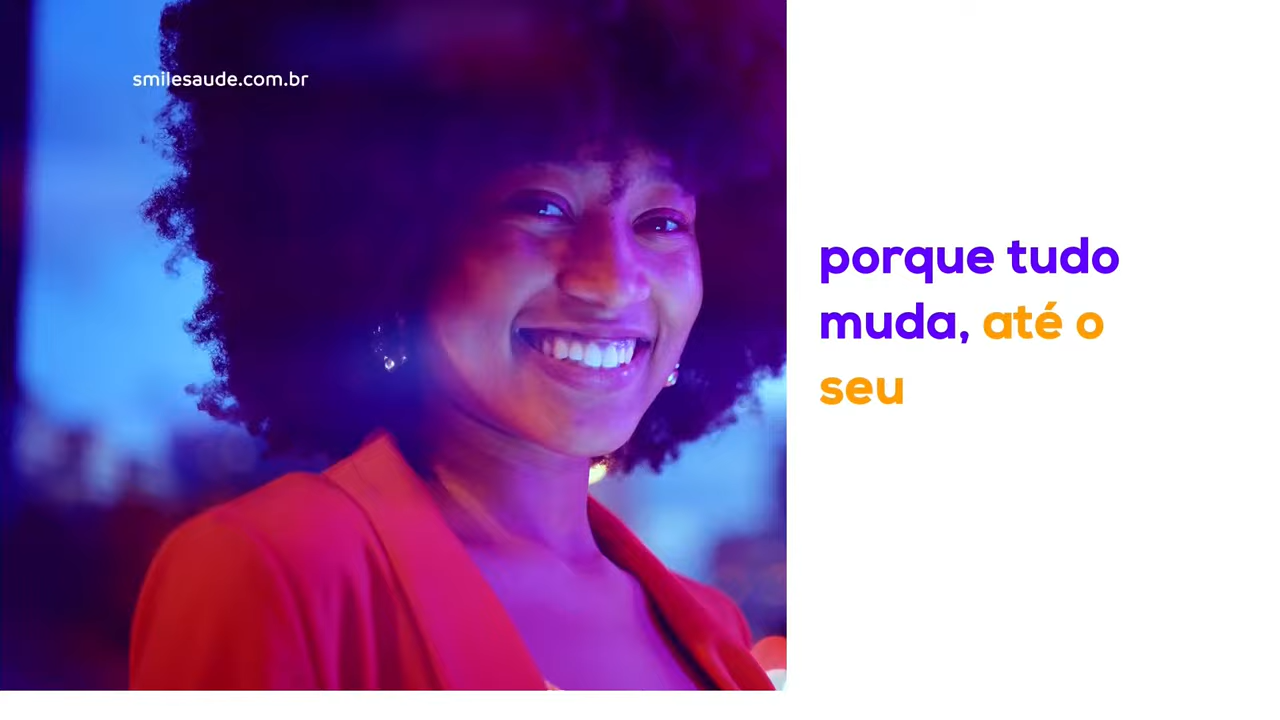 smilesaude.com.br
porque tudo
muda, até o
seu